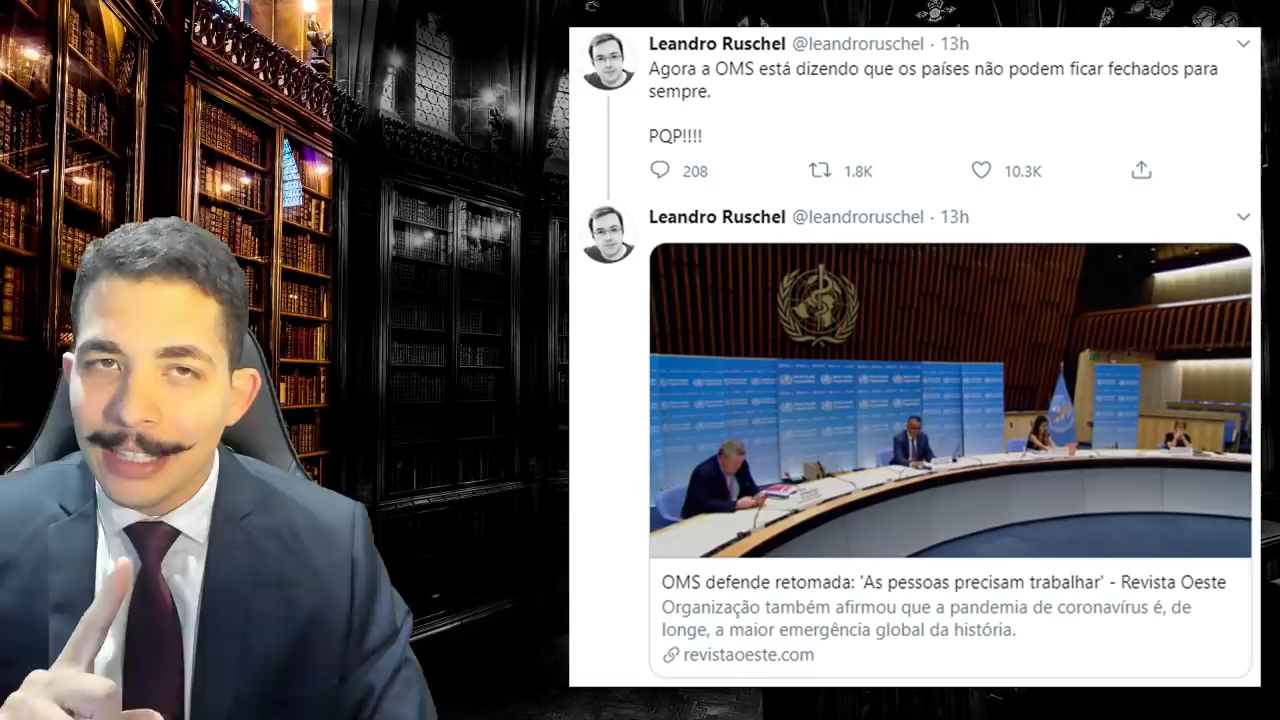 Leandro Ruschel @leandroruschel · 13h
Agora a OMS está dizendo que os países não podem ficar fechados para
sempre.
PQP!!!!
208 1.8K 10.3K
Leandro Ruschel @leandroruschel · 13h
OMS defende retomada: 'As pessoas precisam trabalhar' - Revista Oeste
Organização também afirmou que a pandemia de coronavírus é, de
longe, a maior emergência global da história.
revistaoeste.com